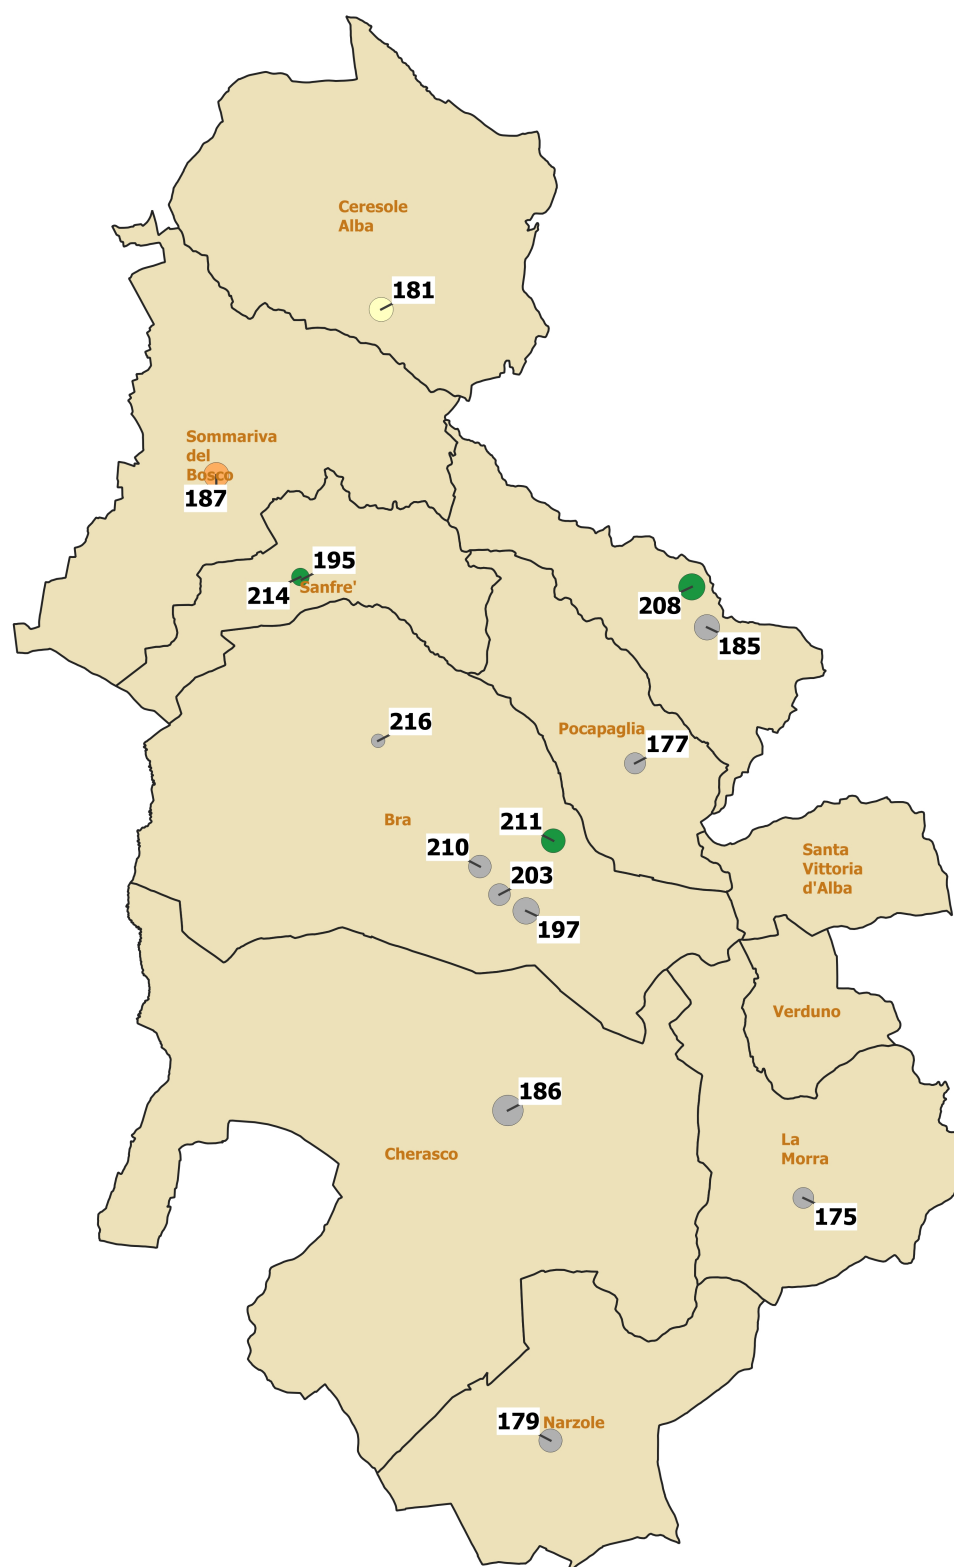 Ceresole
Alba
181
Sommariva
del
Bosco
187
195
Sanfre'
214
208
185
216
Pocapaglia
177
Bra
211
210
203
197
Santa
Vittoria
d'Alba
Verduno
186
Cherasco
La
Morra
175
179
Narzole